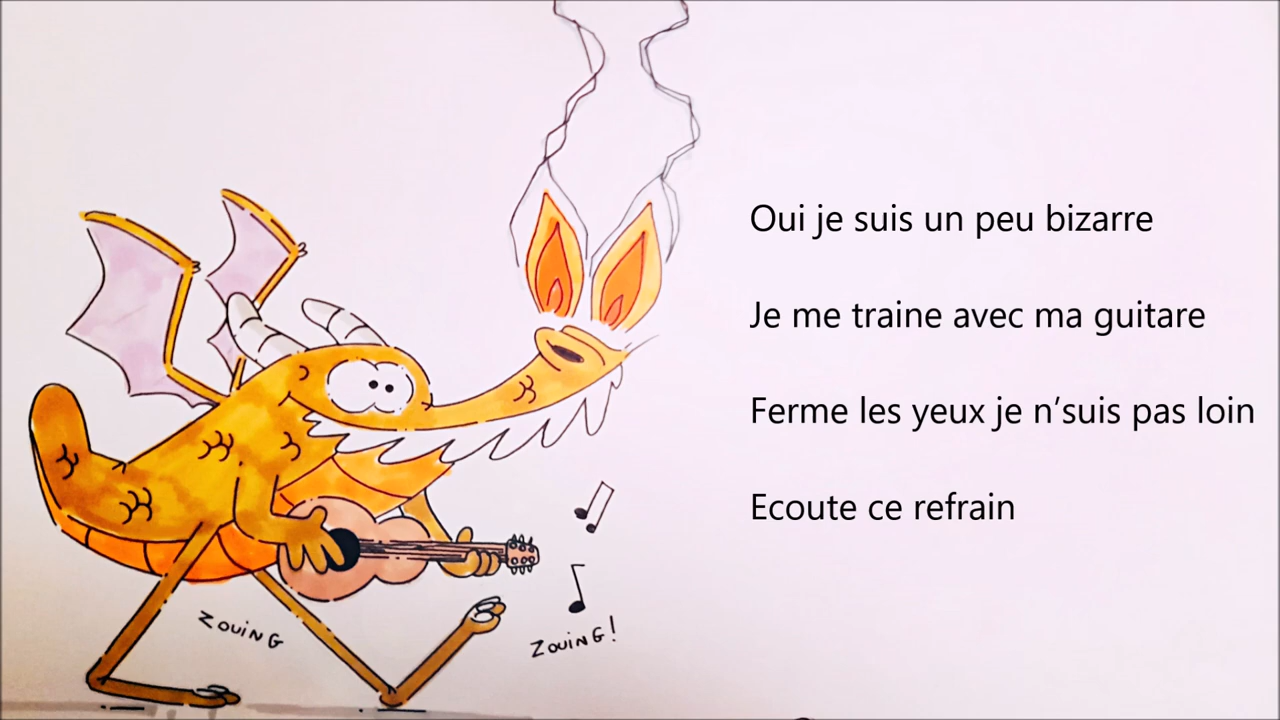 Oui je suis un peu bizarre
Je me traine avec ma guitare
Ferme les yeux je n’suis pas loin
Ecoute ce refrain
ZOUING
ZOUING!